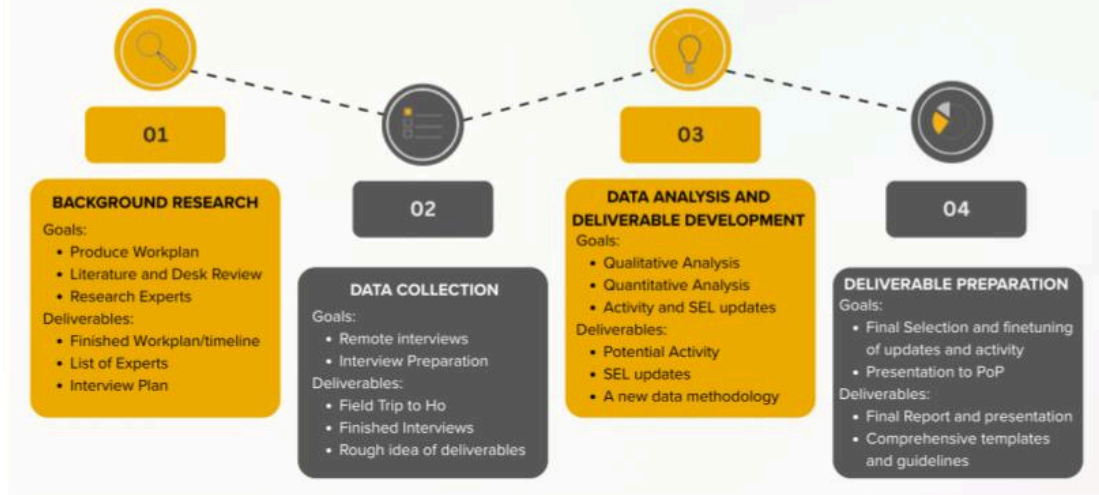 01
BACKGROUND RESEARCH
Goals:
• Produce Workplan
• Literature and Desk Review
• Research Experts
Deliverables:
• Finished Workplan/timeline
• List of Experts
• Interview Plan
02
DATA COLLECTION
Goals:
• Remote interviews
• Interview Preparation
Deliverables:
• Field Trip to Ho
• Finished Interviews
• Rough idea of deliverables
03
DATA ANALYSIS AND
DELIVERABLE DEVELOPMENT
Goals:
• Qualitative Analysis
• Quantitative Analysis
• Activity and SEL updates
Deliverables:
• Potential Activity
• SEL updates
• A new data methodology
04
DELIVERABLE PREPARATION
Goals:
• Final Selection and finetuning
of updates and activity
• Presentation to PoP
Deliverables:
• Final Report and presentation
• Comprehensive templates
and guidelines